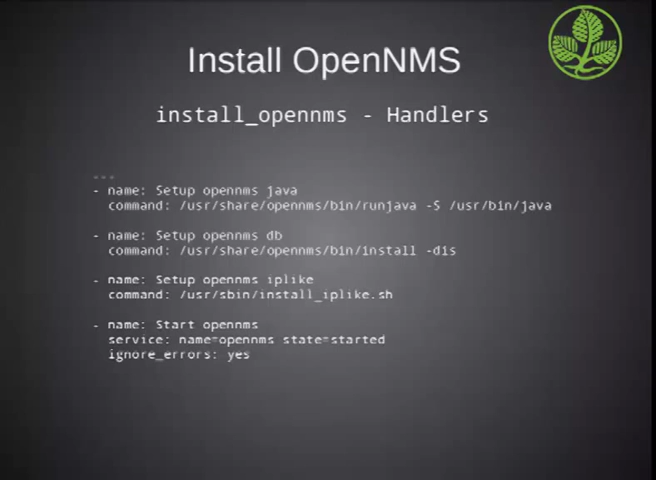 Install OpenNMS
install_opennms - Handlers
---
- name: Setup opennms java
command: /usr/share/opennms/bin/runjava -S /usr/bin/java
- name: Setup opennms db
command: /usr/share/opennms/bin/install -dis
- name: Setup opennms iplike
command: /usr/sbin/install_iplike.sh
- name: Start opennms
service: name=opennms state=started
ignore_errors: yes